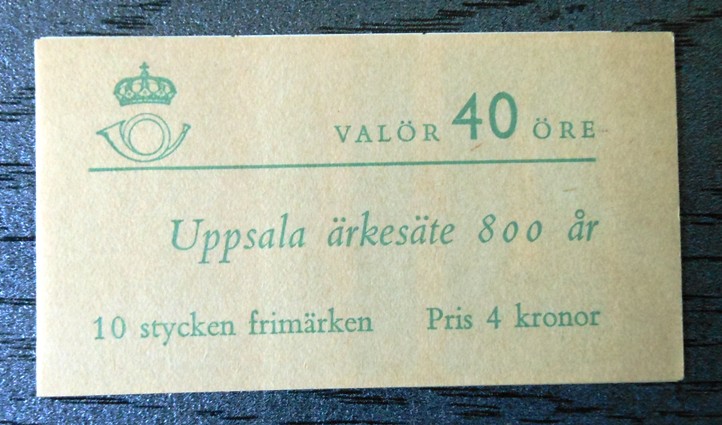 VALÖR 40 ÖRE
Uppsala ärkesäte 800 år
10 stycken frimärken Pris 4 kronor